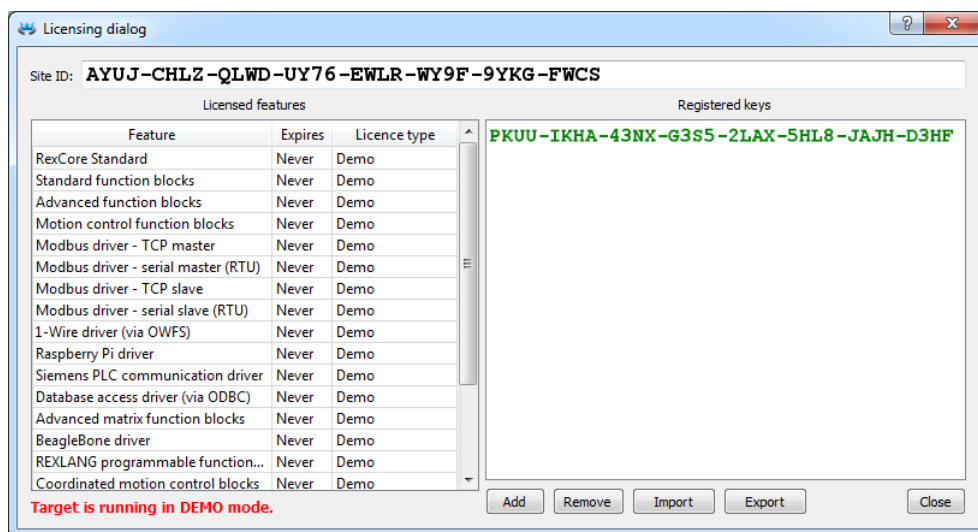 Licensing dialog
Site ID: AYUJ-CHLZ-QLWD-UY76-EWLR-WY9F-9YKG-FWCS
Licensed features
Registered keys
Feature Expires Licence type
PKUU-IKHA-43NX-G3S5-2LAX-5HL8-JAJH-D3HF
RexCore Standard Never Demo
Standard function blocks Never Demo
Advanced function blocks Never Demo
Motion control function blocks Never Demo
Modbus driver - TCP master Never Demo
Modbus driver - serial master (RTU) Never Demo
Modbus driver - TCP slave Never Demo
Modbus driver - serial slave (RTU) Never Demo
1-Wire driver (via OWFS) Never Demo
Raspberry Pi driver Never Demo
Siemens PLC communication driver Never Demo
Database access driver (via ODBC) Never Demo
Advanced matrix function blocks Never Demo
BeagleBone driver Never Demo
REXLANG programmable function... Never Demo
Coordinated motion control blocks Never Demo
Target is running in DEMO mode.
Add Remove Import Export Close